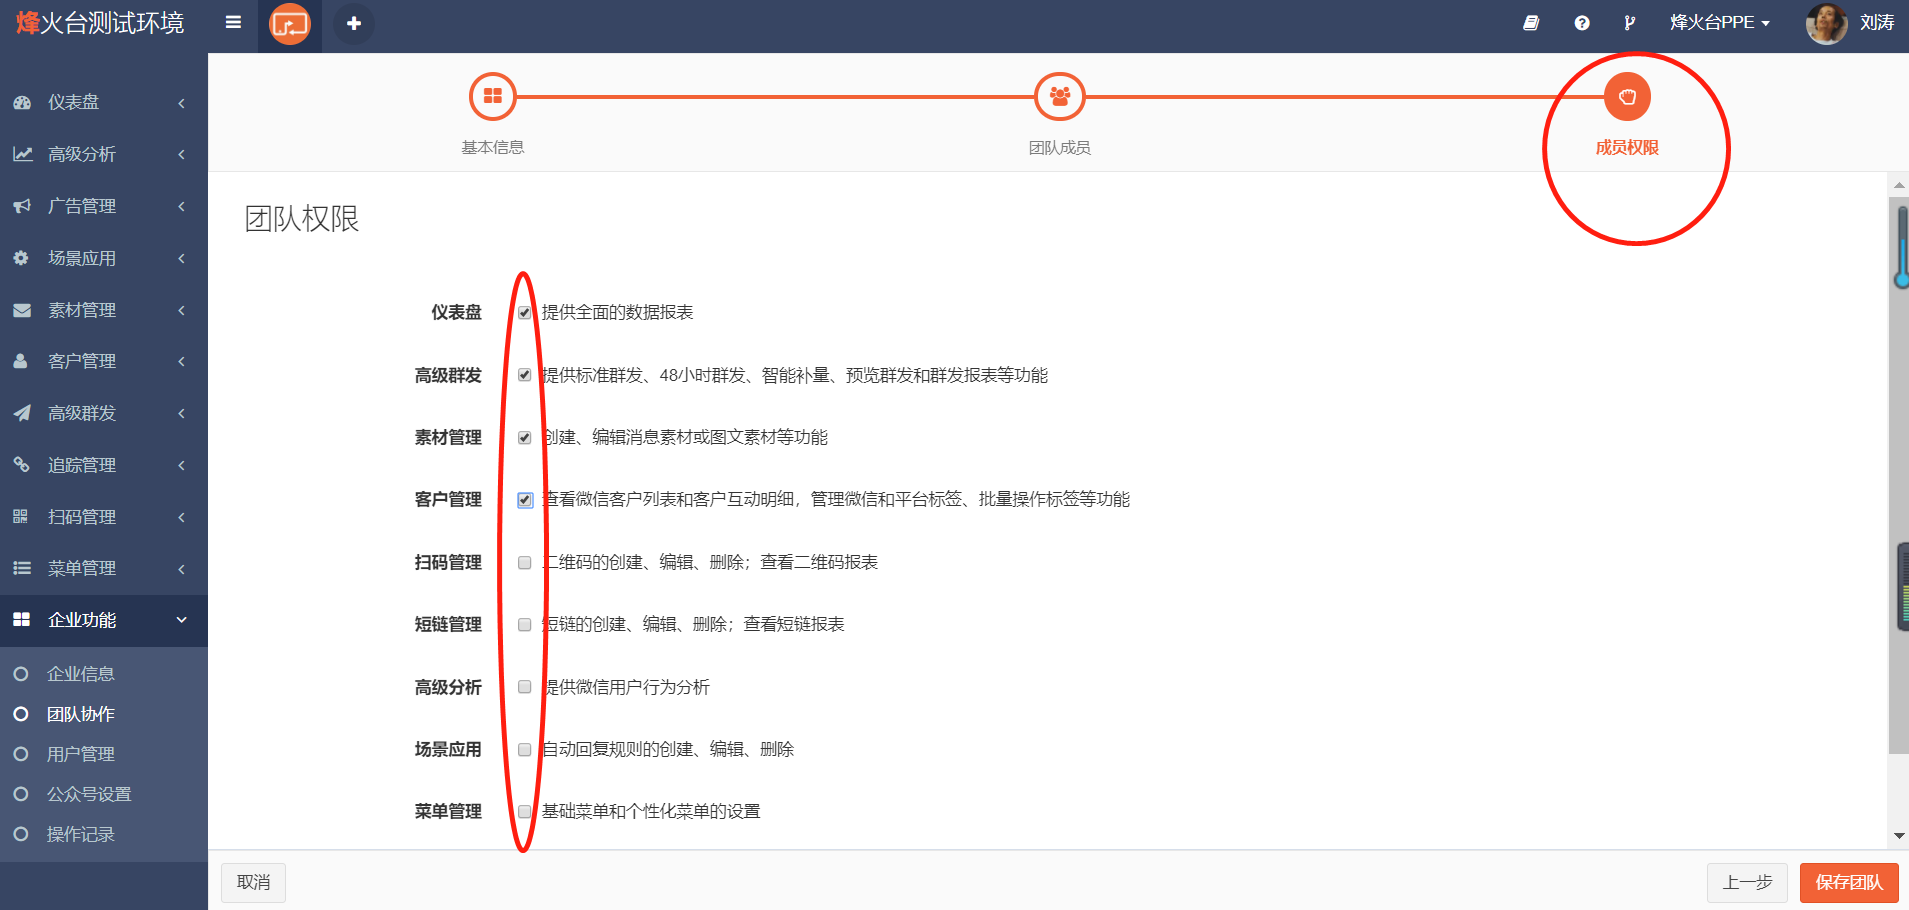 烽火台测试环境
烽火台PPE
刘涛
仪表盘
高级分析
广告管理
场景应用
素材管理
客户管理
高级群发
追踪管理
扫码管理
菜单管理
企业功能
企业信息
团队协作
用户管理
公众号设置
操作记录
基本信息
团队成员
成员权限
团队权限
仪表盘 提供全面的数据报表
高级群发 提供标准群发、48小时群发、智能补量、预览群发和群发报表等功能
素材管理 创建、编辑消息素材或图文素材等功能
客户管理 查看微信客户列表和客户互动明细，管理微信和平台标签、批量操作标签等功能
扫码管理 二维码的创建、编辑、删除；查看二维码报表
短链管理 短链的创建、编辑、删除；查看短链报表
高级分析 提供微信用户行为分析
场景应用 自动回复规则的创建、编辑、删除
菜单管理 基础菜单和个性化菜单的设置
取消
上一步
保存团队